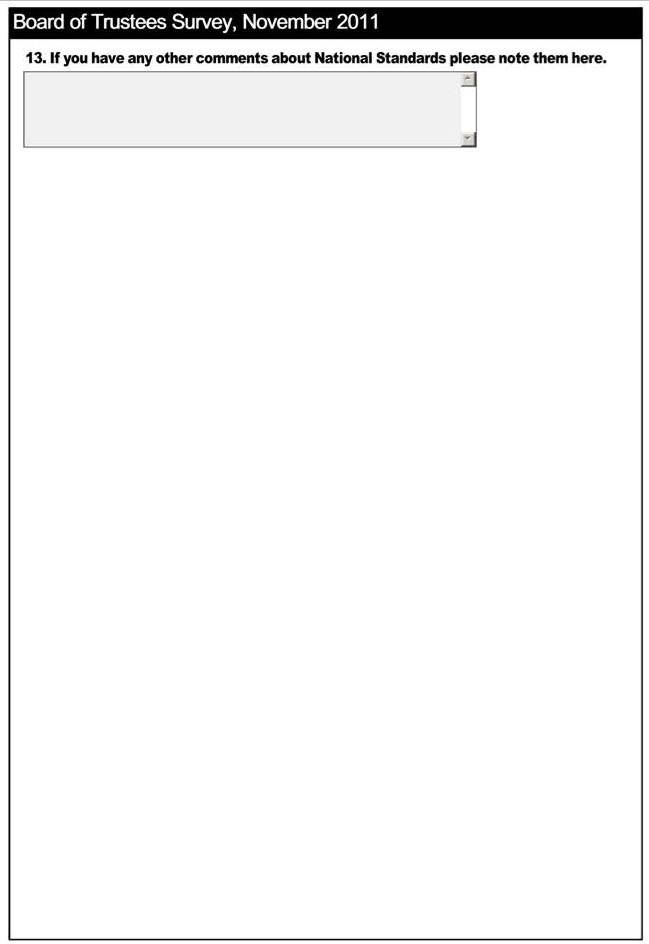 Board of Trustees Survey, November 2011
13. If you have any other comments about National Standards please note them here.